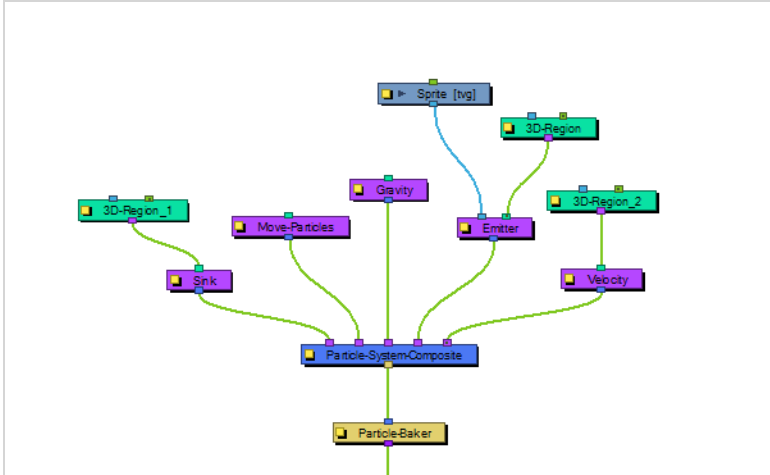 Sprite [tvg]
3D-Region
Gravity
3D-Region_2
3D-Region_1
Move-Particles
Emitter
Sink
Velocity
Particle-System-Composite
Particle-Baker